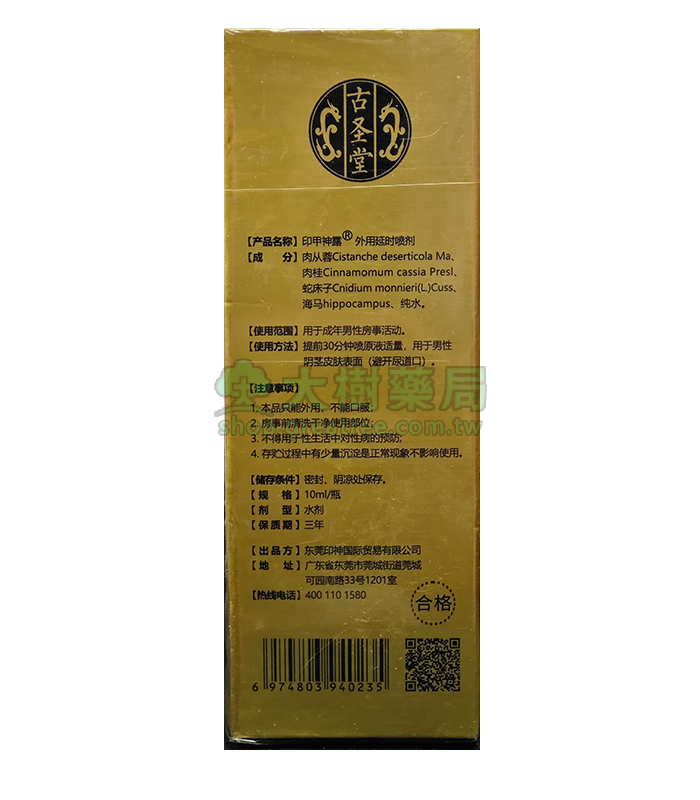 古圣堂
【产品名称】 印甲神露® 外用延时喷剂
【成 分】 肉从蓉Cistanche deserticola Ma、
肉桂Cinnamomum cassia Presl、
蛇床子Cnidium monnieri(L.)Cuss、
海马hippocampus、纯水。
【使用范围】 用于成年男性房事活动。
【使用方法】 提前30分钟喷原液适量，用于男性
阴茎皮肤表面（避开尿道口）。
大樹藥局
【注意事项】
1. 本品只能外用，不能口服；
shop.greattree.com.tw
2. 房事前清洗干净使用部位；
3. 不得用于性生活中对性病的预防；
4. 存贮过程中有少量沉淀是正常现象不影响使用。
【储存条件】 密封、阴凉处保存。
【规 格】 10ml/瓶
【剂 型】 水剂
【保质期】 三年
【出品方】 东莞印神国际贸易有限公司
【地 址】 广东省东莞市莞城街道莞城
可园南路33号1201室
【热线电话】 400 110 1580
合格
6 974803 940235